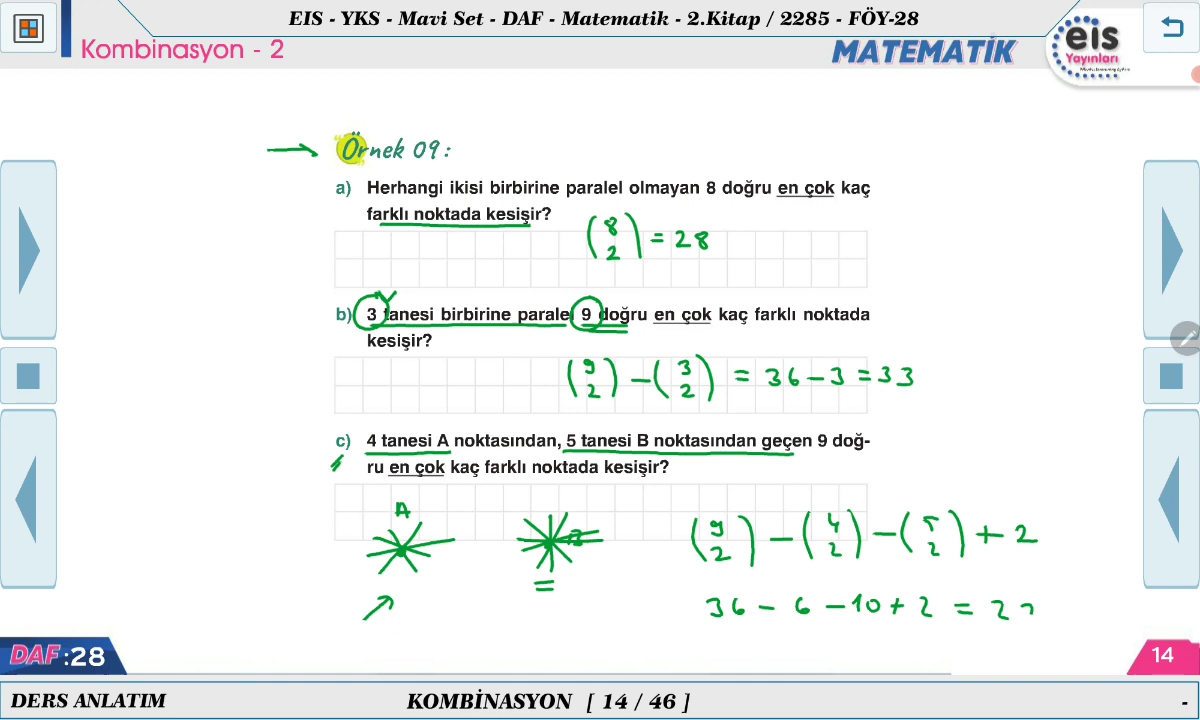 EIS - YKS - Mavi Set - DAF - Matematik - 2.Kitap / 2285 - FÖY-28
Kombinasyon - 2
MATEMATİK
eis
Yayınları
Örnek 09:
a) Herhangi ikisi birbirine paralel olmayan 8 doğru en çok kaç
farklı noktada kesişir?
(8 2) = 28
b) 3 tanesi birbirine parale 9 doğru en çok kaç farklı noktada
kesişir?
(9 2) - (3 2) = 36 - 3 = 33
c) 4 tanesi A noktasından, 5 tanesi B noktasından geçen 9 doğ-
ru en çok kaç farklı noktada kesişir?
A
(9 2) - (4 2) - (5 2) + 2
36 - 6 - 10 + 2 = 2
DAF:28
14
DERS ANLATIM
KOMBİNASYON [ 14 / 46 ]
-